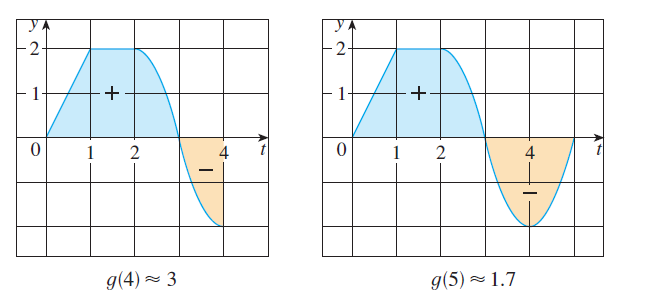 y y
2 2
1 + 1 +
0 1 2 4 t 0 1 2 4 t
− −
g(4) ≈ 3 g(5) ≈ 1.7